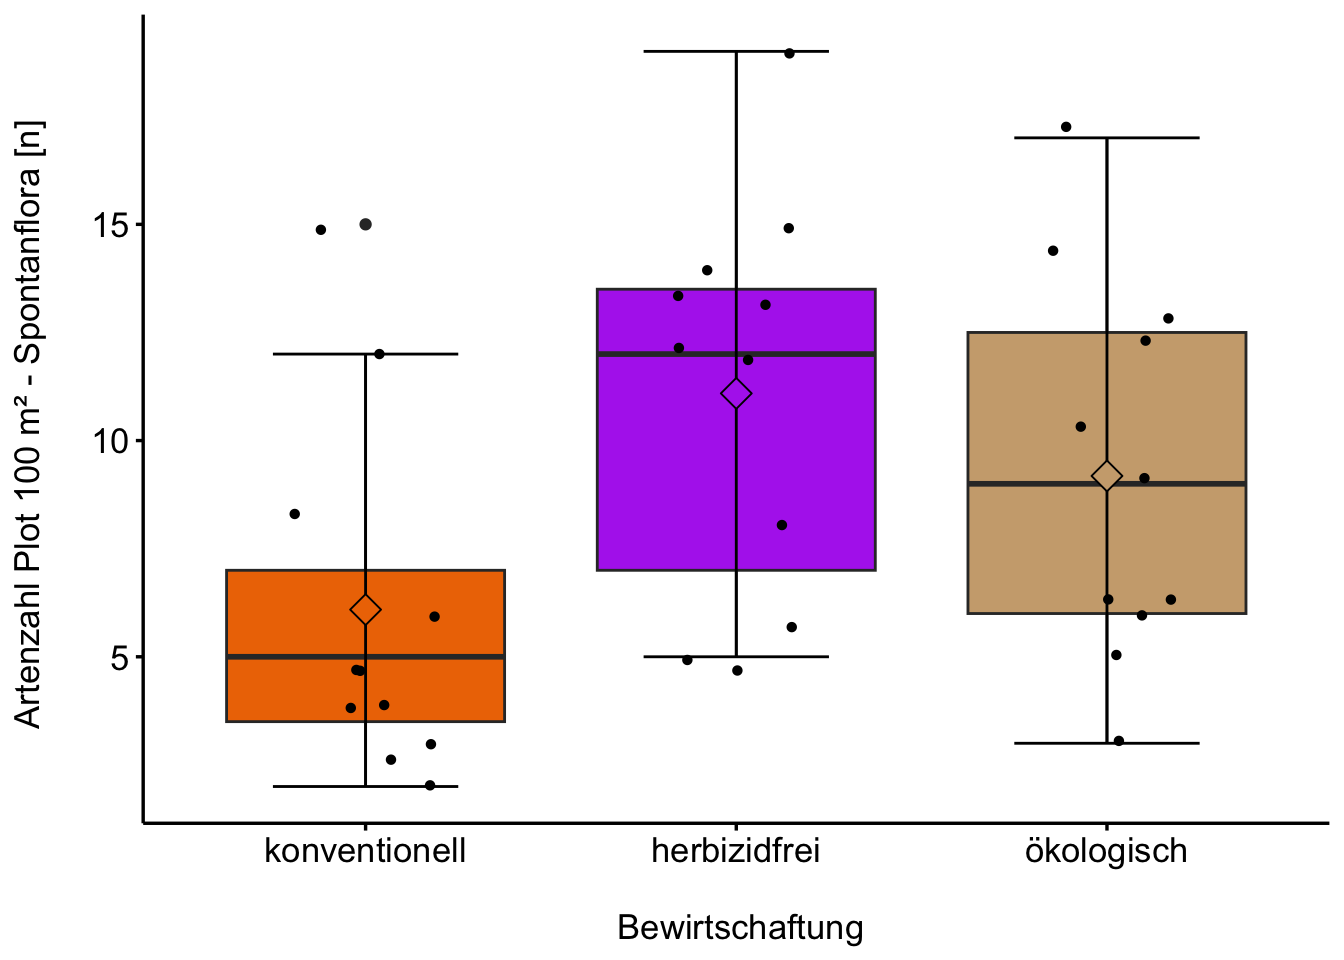 Artenzahl Plot 100 m² - Spontanflora [n]
15
10
5
konventionell herbizidfrei ökologisch
Bewirtschaftung